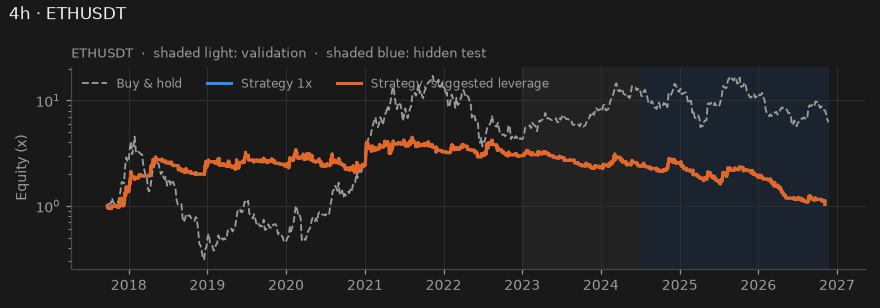 4h · ETHUSDT
ETHUSDT · shaded light: validation · shaded blue: hidden test
Buy & hold
Strategy 1x
Strategy suggested leverage
Equity (x)
10¹
10⁰
2018 2019 2020 2021 2022 2023 2024 2025 2026 2027